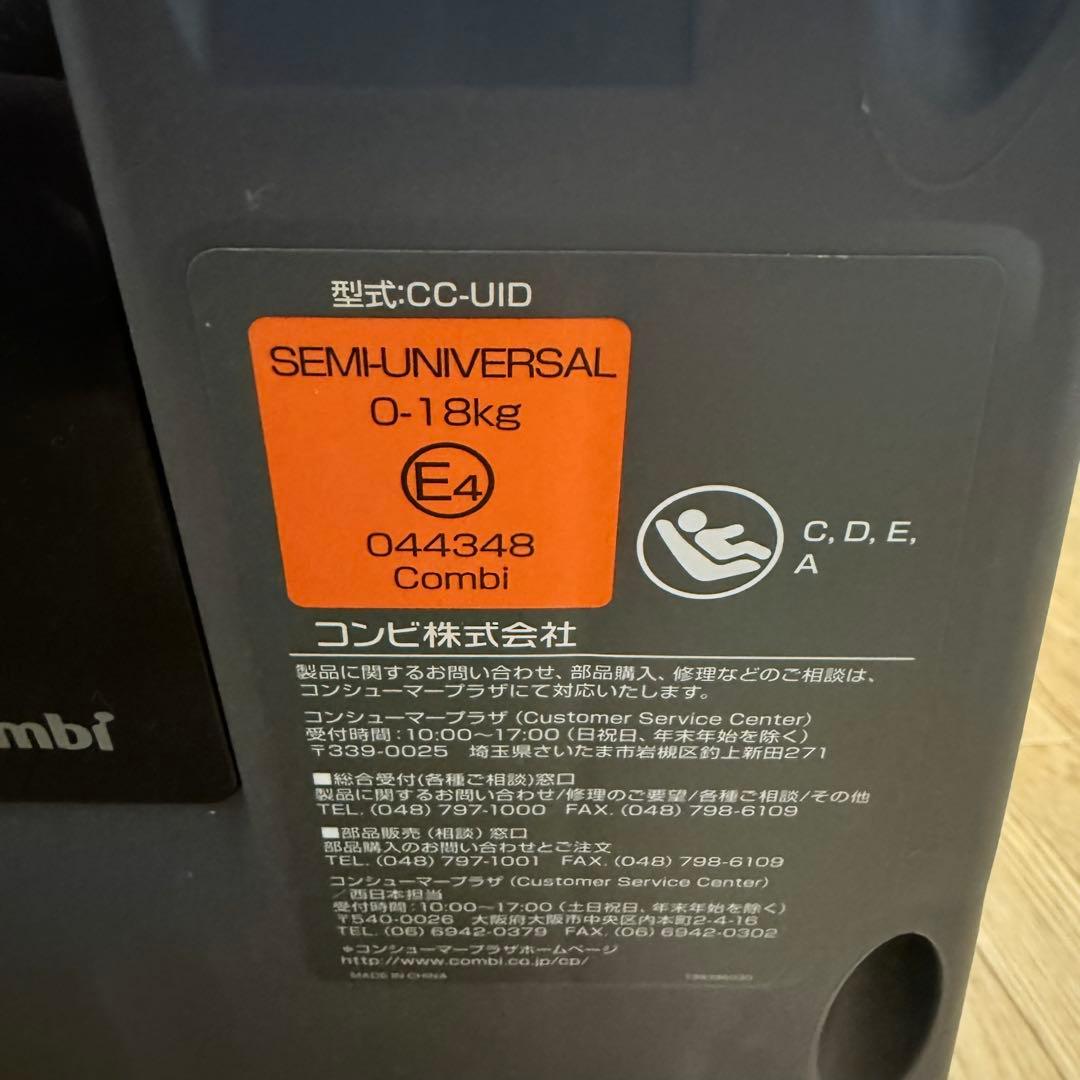 型式:CC-UID
SEMI-UNIVERSAL
0-18kg
E4
044348
Combi
C, D, E,
A
コンビ株式会社
製品に関するお問い合わせ、部品購入、修理などのご相談は、
コンシューマープラザにて対応いたします。
コンシューマープラザ (Customer Service Center)
受付時間:10:00〜17:00 (日祝日、年末年始を除く)
〒339-0025 埼玉県さいたま市岩槻区釣上新田271
■総合受付(各種ご相談)窓口
製品に関するお問い合わせ/修理のご要望/各種ご相談/その他
TEL. (048) 797-1000 FAX. (048) 798-6109
■部品販売 (相談) 窓口
部品購入のお問い合わせとご注文
TEL. (048) 797-1001 FAX. (048) 798-6109
コンシューマープラザ (Customer Service Center)
/西日本担当
受付時間:10:00〜17:00 (土日祝日、年末年始を除く)
〒540-0026 大阪府大阪市中央区内本町2-4-16
TEL. (06) 6942-0379 FAX. (06) 6942-0302
*コンシューマープラザホームページ
http://www.combi.co.jp/cp/
MADE IN CHINA
mbi